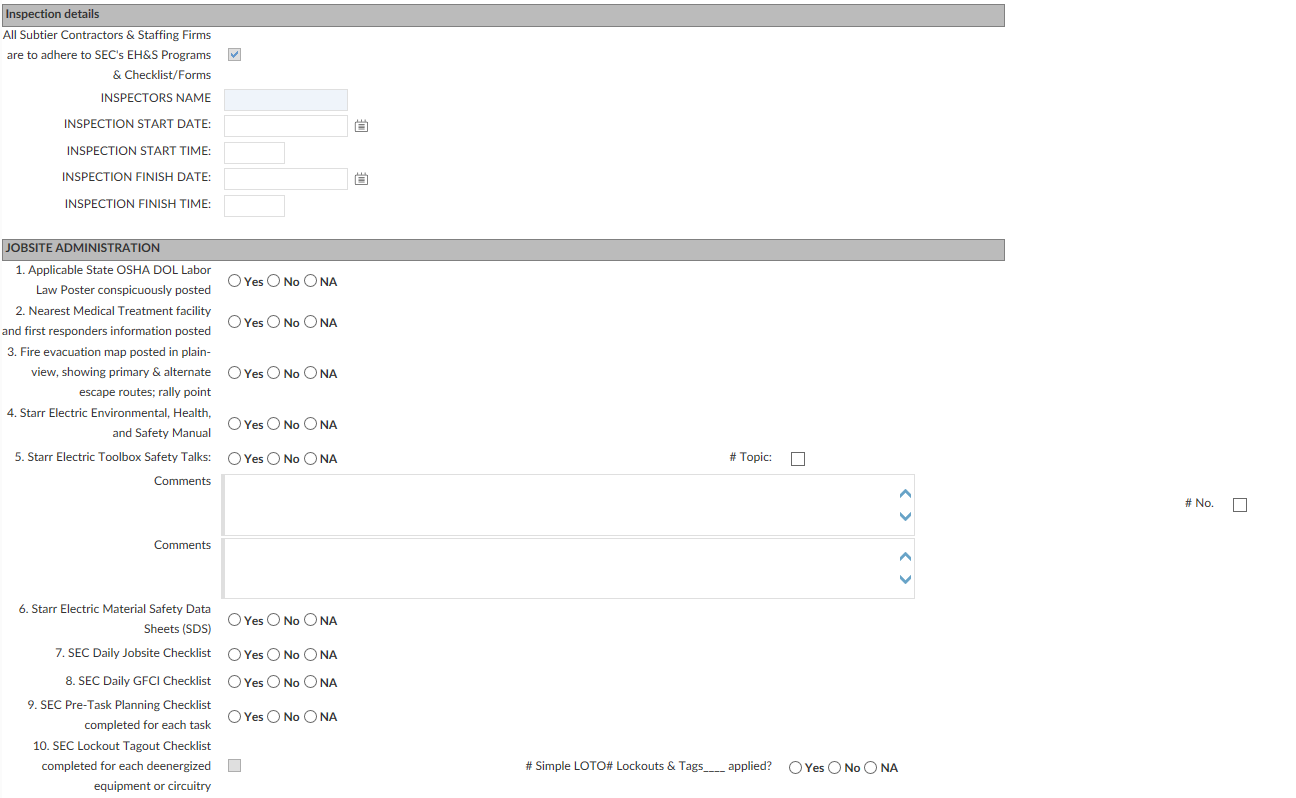 Inspection details
All Subtier Contractors & Staffing Firms
are to adhere to SEC's EH&S Programs
& Checklist/Forms
INSPECTORS NAME
INSPECTION START DATE:
INSPECTION START TIME:
INSPECTION FINISH DATE:
INSPECTION FINISH TIME:
JOBSITE ADMINISTRATION
1. Applicable State OSHA DOL Labor
Law Poster conspicuously posted
Yes No NA
2. Nearest Medical Treatment facility
and first responders information posted
Yes No NA
3. Fire evacuation map posted in plain-
view, showing primary & alternate
escape routes; rally point
Yes No NA
4. Starr Electric Environmental, Health,
and Safety Manual
Yes No NA
5. Starr Electric Toolbox Safety Talks:
Yes No NA
# Topic:
Comments
# No.
Comments
6. Starr Electric Material Safety Data
Sheets (SDS)
Yes No NA
7. SEC Daily Jobsite Checklist
Yes No NA
8. SEC Daily GFCI Checklist
Yes No NA
9. SEC Pre-Task Planning Checklist
completed for each task
Yes No NA
10. SEC Lockout Tagout Checklist
completed for each deenergized
equipment or circuitry
# Simple LOTO# Lockouts & Tags____ applied?
Yes No NA